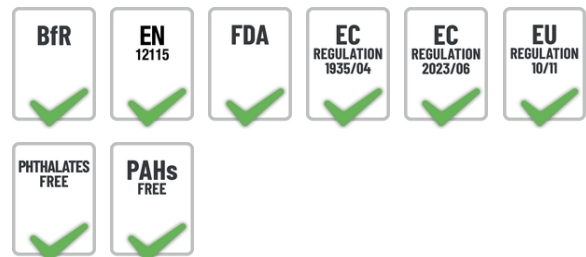 BfR
EN
12115
FDA
EC
REGULATION
1935/04
EC
REGULATION
2023/06
EU
REGULATION
10/11
PHTHALATES
FREE
PAHs
FREE